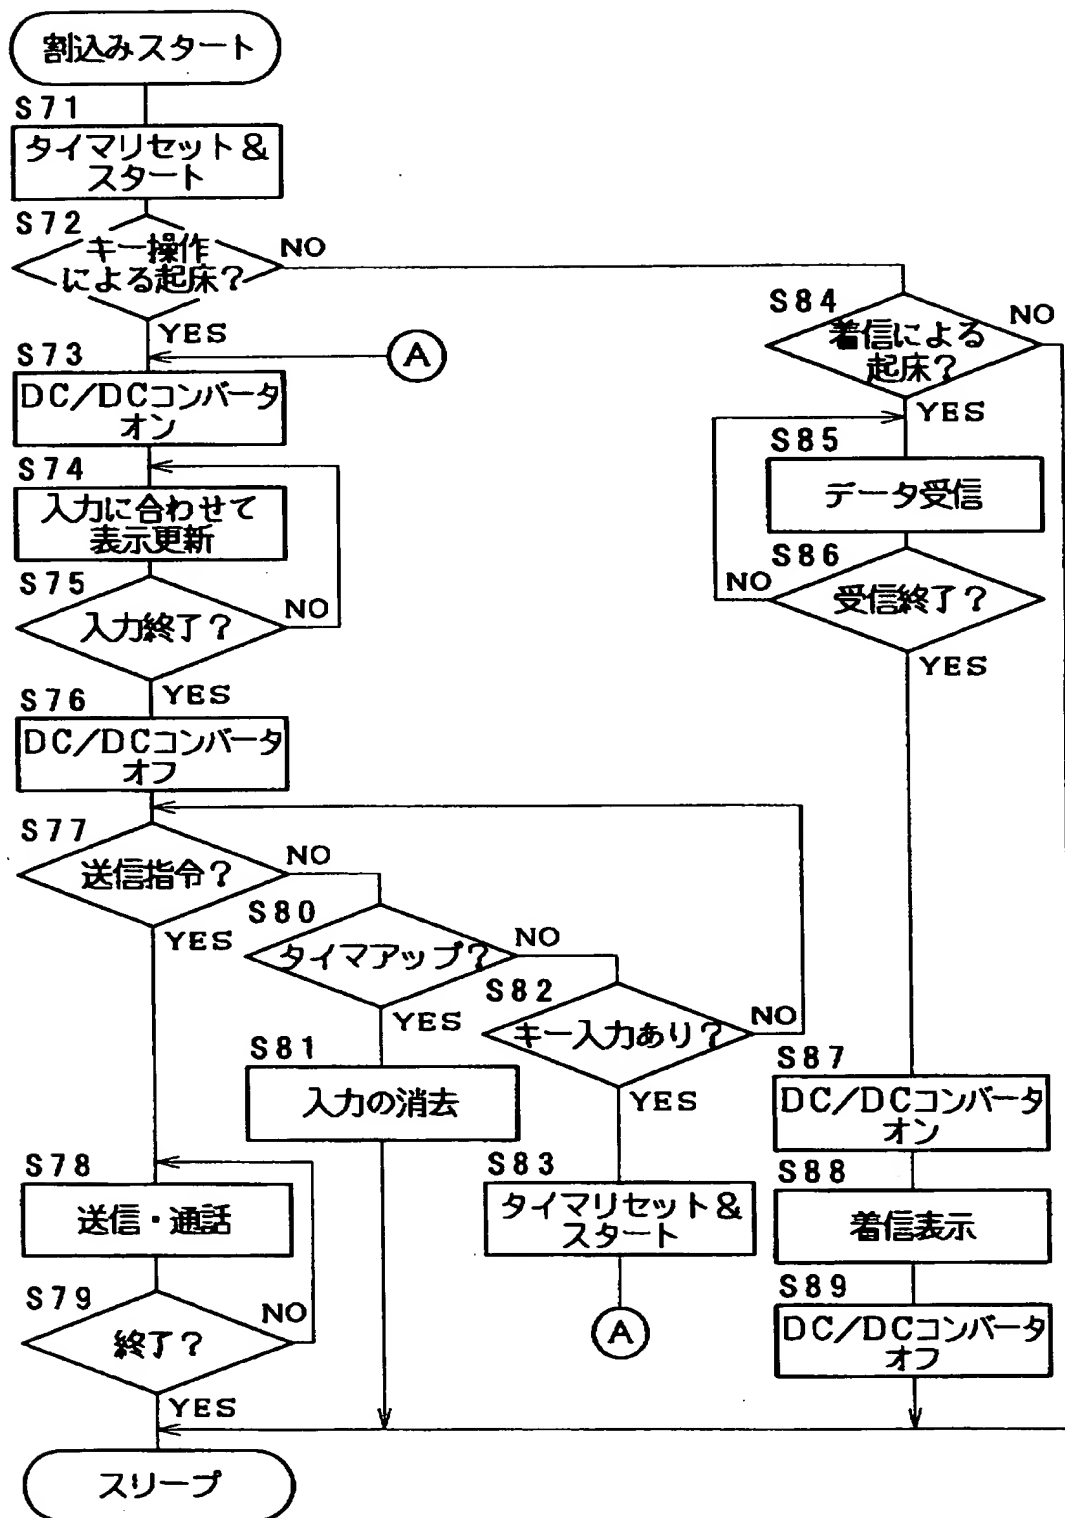 割込みスタート
S71
タイマリセット&
スタート
S72
キー操作
による起床?
NO
YES
A
S73
DC/DCコンバータ
オン
S74
入力に合わせて
表示更新
S75
入力終了?
NO
YES
S76
DC/DCコンバータ
オフ
S77
送信指令?
NO
YES
S78
送信・通話
S79
終了?
NO
YES
スリープ
S80
タイマアップ?
NO
YES
S81
入力の消去
S82
キー入力あり?
NO
YES
S83
タイマリセット&
スタート
A
S84
着信による
起床?
NO
YES
S85
データ受信
S86
受信終了?
NO
YES
S87
DC/DCコンバータ
オン
S88
着信表示
S89
DC/DCコンバータ
オフ